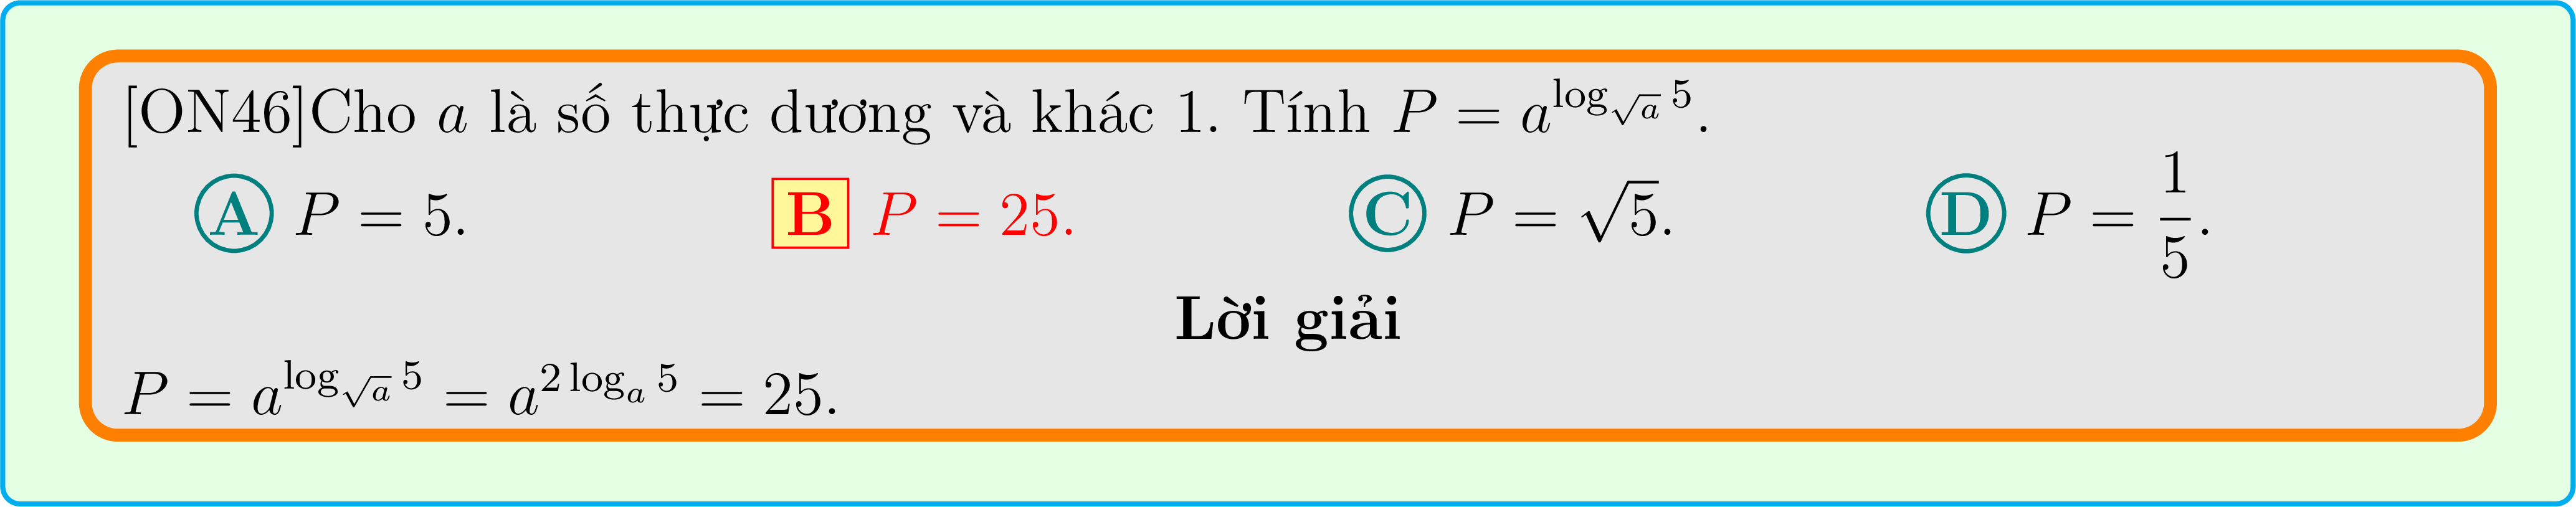 [ON46]Cho a là số thực dương và khác 1. Tính $P = a^{\log_{\sqrt{a}} 5}$.
A P = 5. B P = 25. C $P = \sqrt{5}$. D $P = \dfrac{1}{5}$.
Lời giải
$P = a^{\log_{\sqrt{a}} 5} = a^{2 \log_a 5} = 25$.